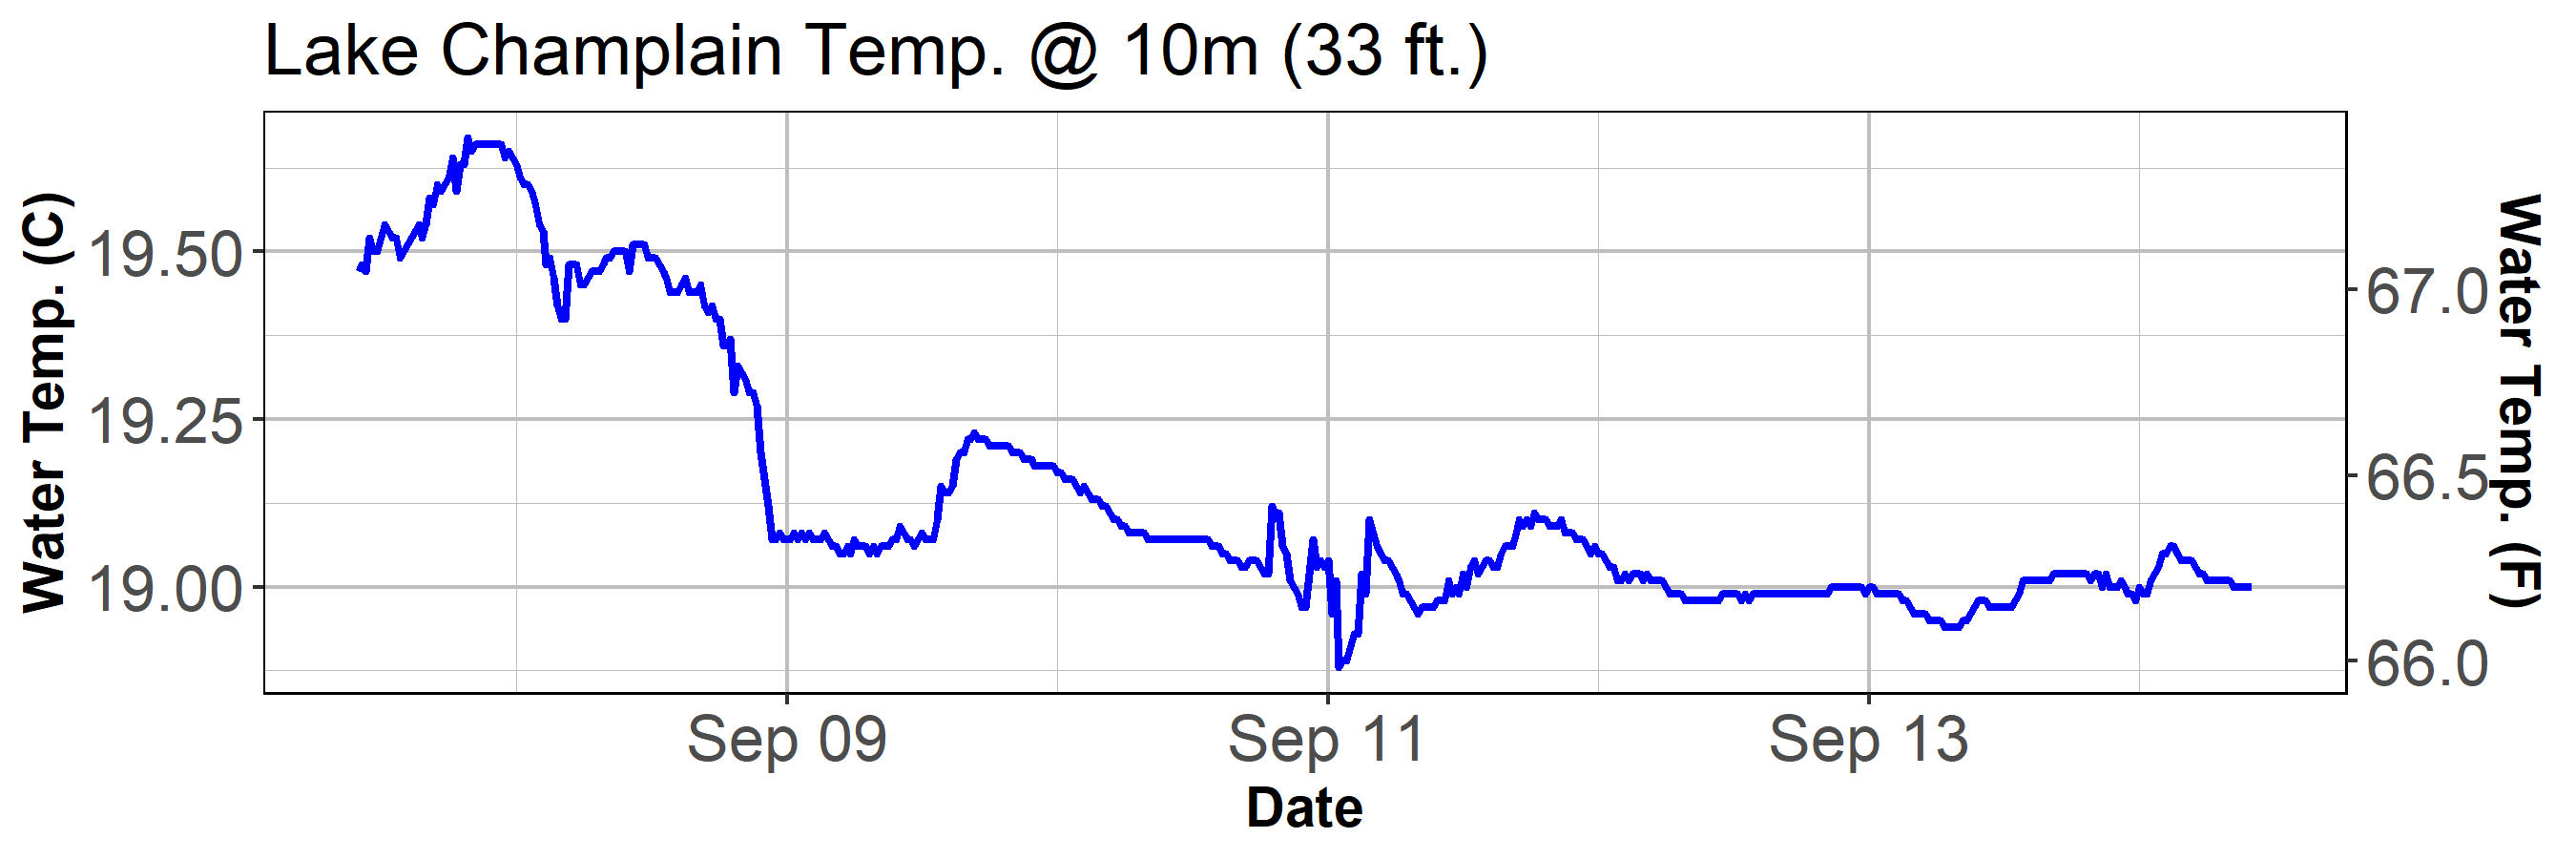 Lake Champlain Temp. @ 10m (33 ft.)
Water Temp. (C)
19.50
19.25
19.00
67.0
66.5
66.0
Water Temp. (F)
Sep 09
Sep 11
Sep 13
Date